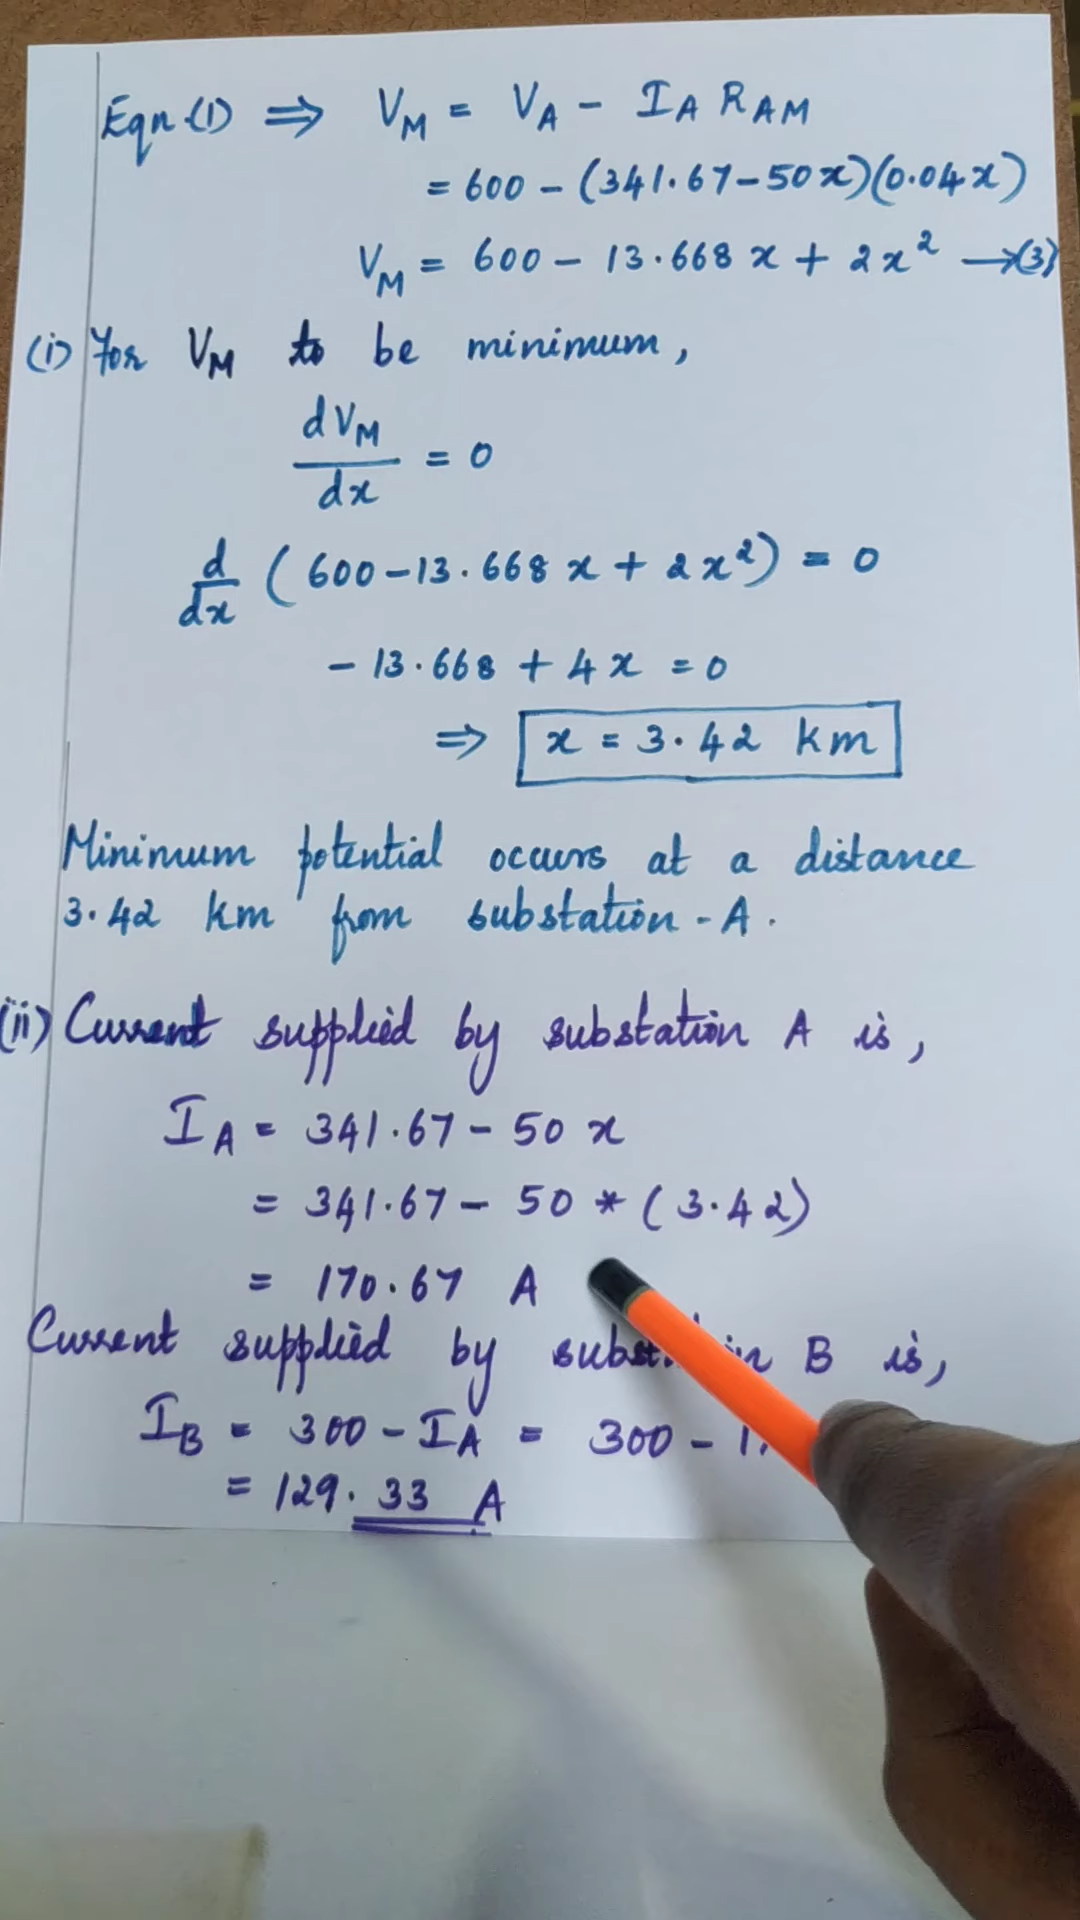 Eqn.(1) ⇒ V_M = V_A - I_A R_AM
= 600 - (341.67-50x)(0.04x)
V_M = 600 - 13.668x + 2x² →(3)
(i) For V_M to be minimum,
dV_M/dx = 0
d/dx (600-13.668x + 2x²) = 0
-13.668 + 4x = 0
⇒ x = 3.42 km
Minimum potential occurs at a distance
3.42 km from substation-A.
(ii) Current supplied by substation A is,
I_A = 341.67 - 50x
= 341.67 - 50 * (3.42)
= 170.67 A
Current supplied by B is,
I_B = 300 - I_A = 300 -
= 129.33 A